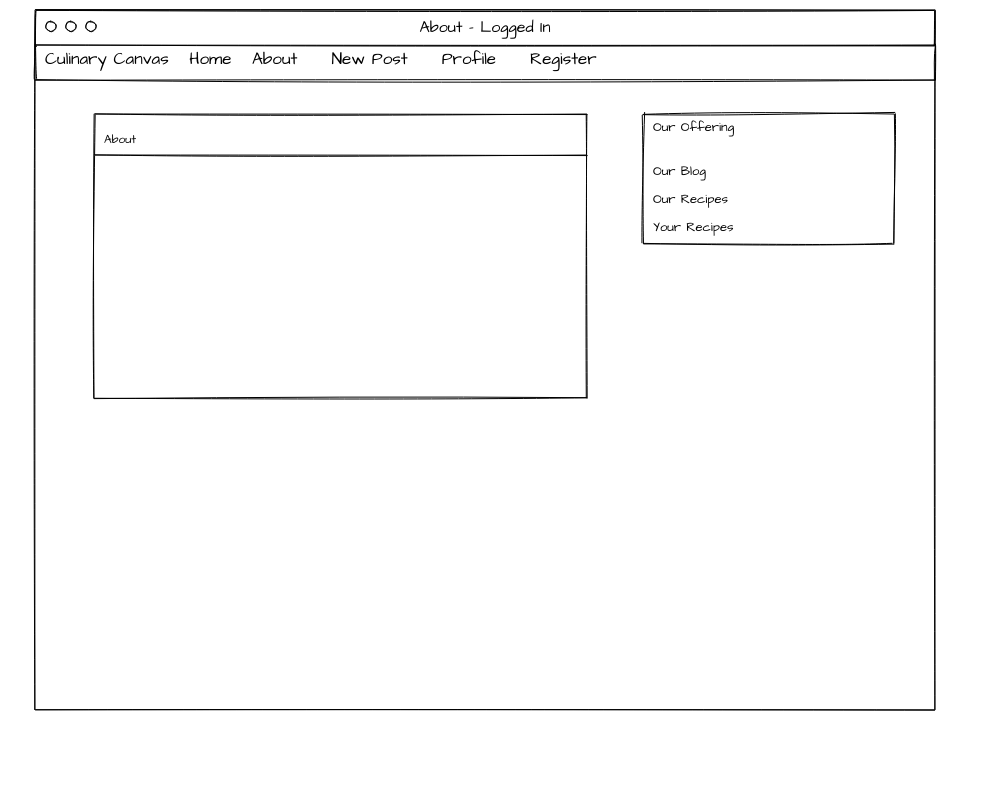 About - Logged In
Culinary Canvas Home About New Post Profile Register
About
Our Offering
Our Blog
Our Recipes
Your Recipes